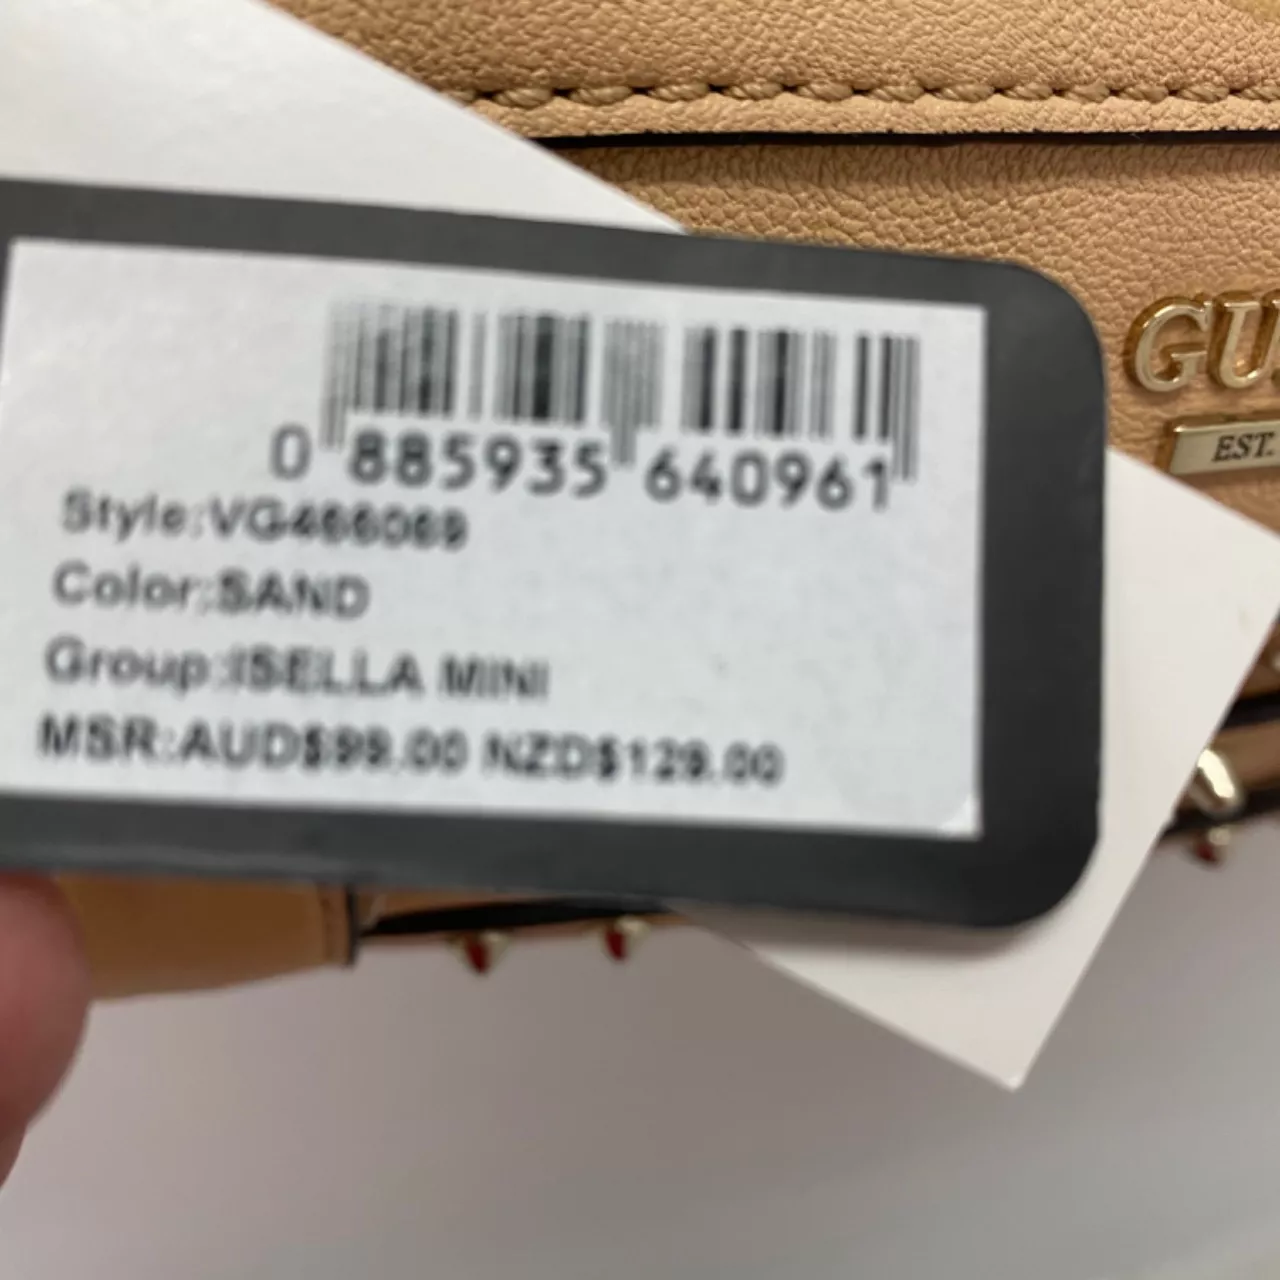 0 885935 640961
Style:VG466069
Color:SAND
Group:ISELLA MINI
MSR:AUD$99.00 NZD$129.00
GU
EST.